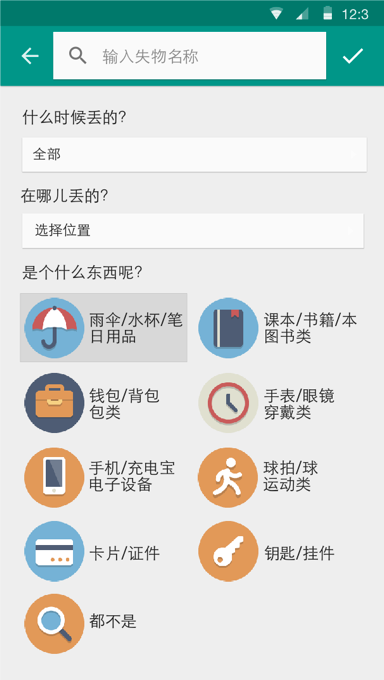 12:3
输入失物名称
什么时候丢的?
全部
在哪儿丢的?
选择位置
是个什么东西呢?
雨伞/水杯/笔
日用品
课本/书籍/本
图书类
钱包/背包
包类
手表/眼镜
穿戴类
手机/充电宝
电子设备
球拍/球
运动类
卡片/证件
钥匙/挂件
都不是